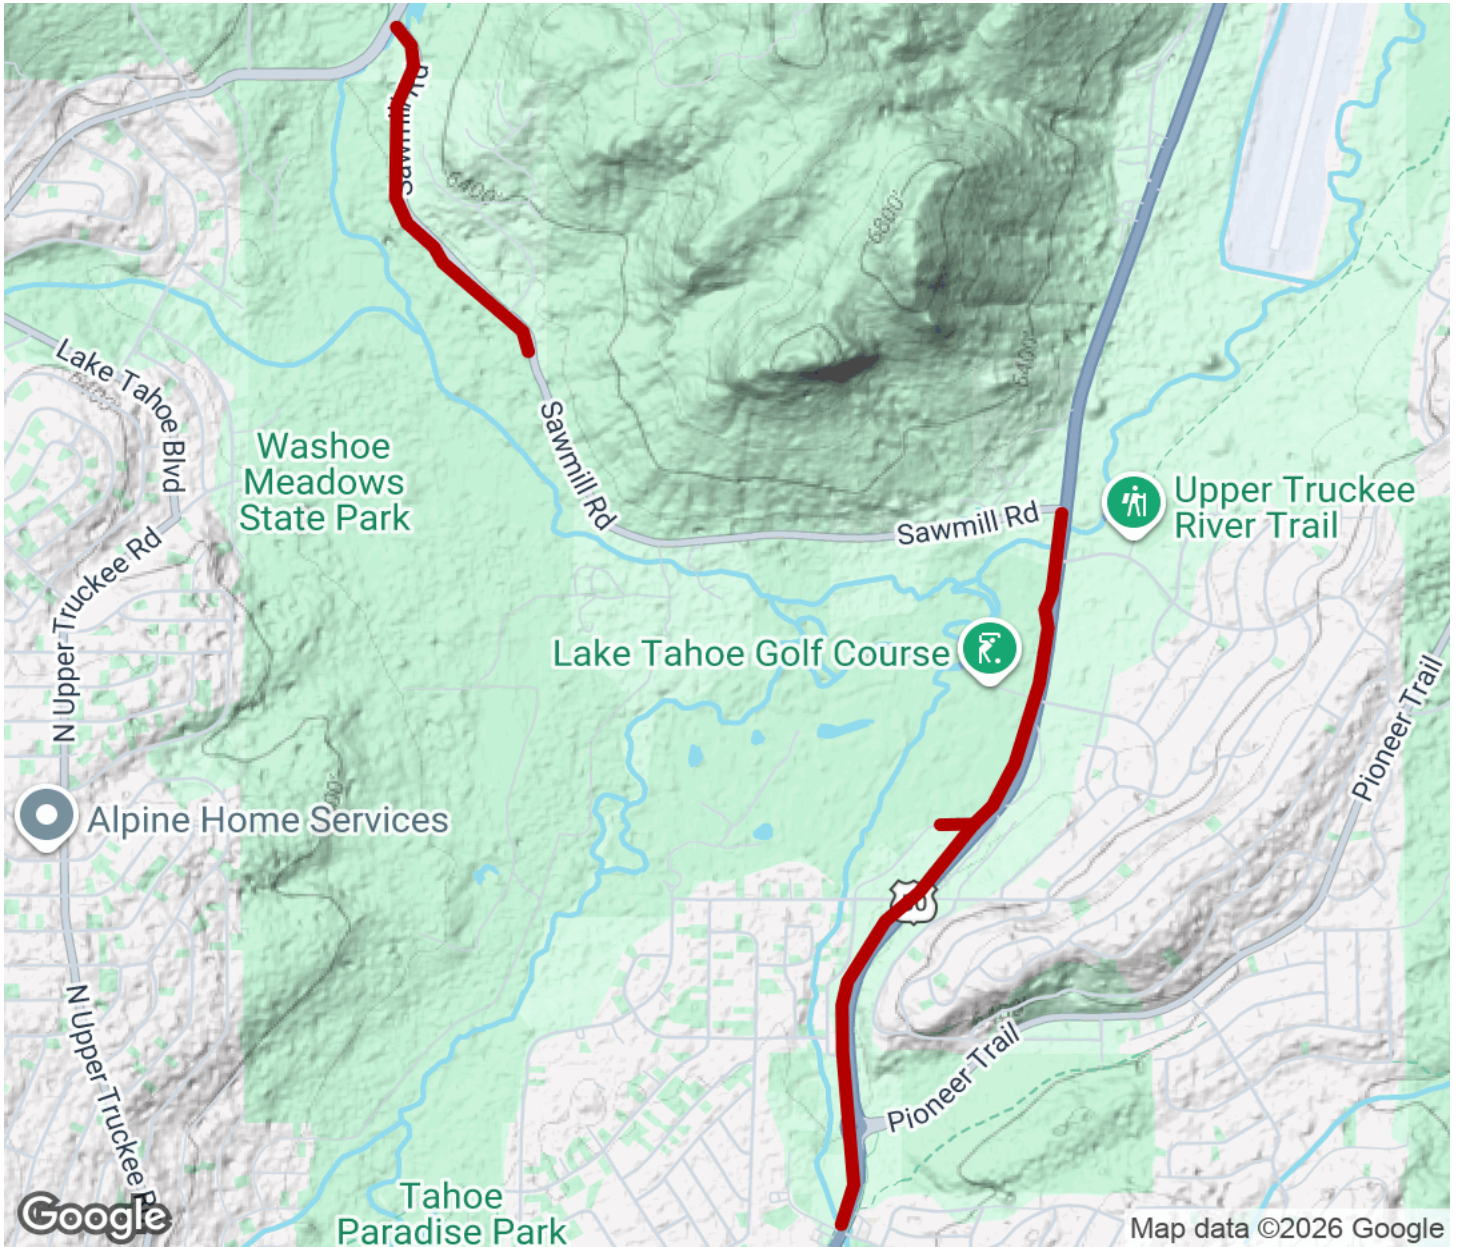 Sawmill Rd
6400'
6800'
6400'
Lake Tahoe Blvd
Washoe
Meadows
State Park
Sawmill Rd
Sawmill Rd
Upper Truckee
River Trail
N Upper Truckee Rd
Lake Tahoe Golf Course
Pioneer Trail
Alpine Home Services
N Upper Truckee Rd
Pioneer Trail
Tahoe
Paradise Park
Google
Map data ©2026 Google